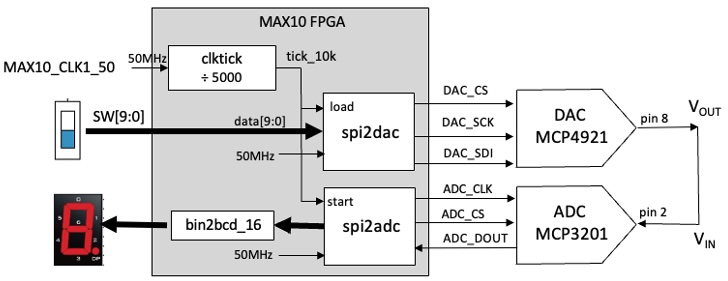 MAX10 FPGA
MAX10_CLK1_50
50MHz
clktick
÷ 5000
tick_10k
SW[9:0]
data[9:0]
load
spi2dac
50MHz
DAC_CS
DAC_SCK
DAC_SDI
DAC
MCP4921
pin 8
VOUT
start
spi2adc
bin2bcd_16
50MHz
ADC_CLK
ADC_CS
ADC_DOUT
ADC
MCP3201
pin 2
VIN